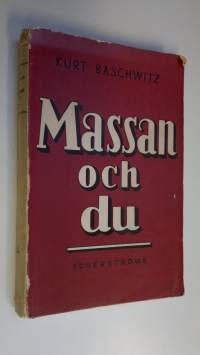 KURT BASCHWITZ
Massan
och
du
SÖDERSTRÖMS